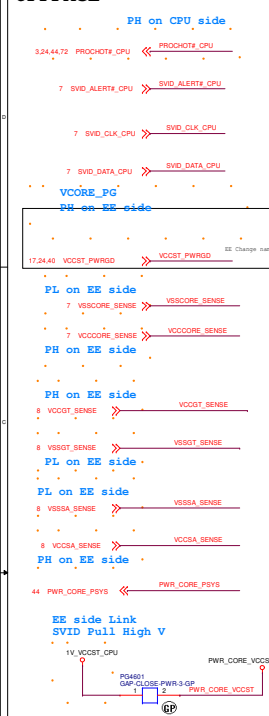 PH on CPU side
3,24,44,72 PROCHOT#_CPU PROCHOT#_CPU
7 SVID_ALERT#_CPU SVID_ALERT#_CPU
7 SVID_CLK_CPU SVID_CLK_CPU
7 SVID_DATA_CPU SVID_DATA_CPU
D
VCORE_PG
PH on EE side
EE Change nam
17,24,40 VCCST_PWRGD VCCST_PWRGD
PL on EE side
7 VSSCORE_SENSE VSSCORE_SENSE
7 VCCCORE_SENSE VCCCORE_SENSE
PH on EE side
PH on EE side
8 VCCGT_SENSE VCCGT_SENSE
C
8 VSSGT_SENSE VSSGT_SENSE
PL on EE side
PL on EE side
8 VSSSA_SENSE VSSSA_SENSE
8 VCCSA_SENSE VCCSA_SENSE
PH on EE side
44 PWR_CORE_PSYS PWR_CORE_PSYS
EE side Link
SVID Pull High V
1V_VCCST_CPU
PWR_CORE_VCCS
PG4601
GAP-CLOSE-PWR-3-GP
1 2 PWR_CORE_VCCST
GP